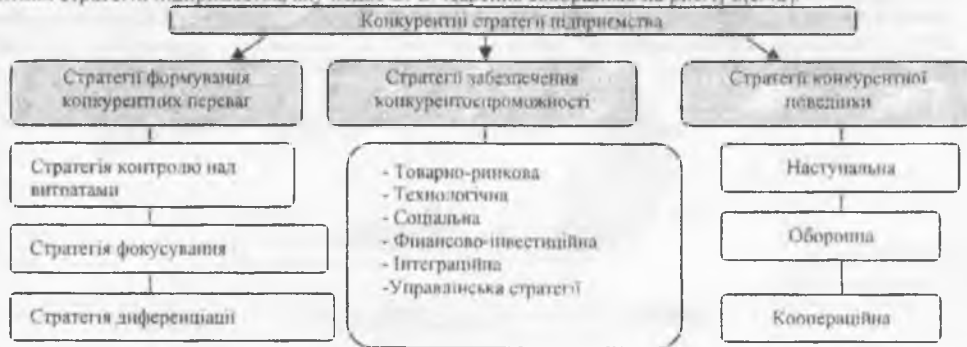 Конкурентні стратегії підприємства
Стратегії формування
конкурентних переваг
Стратегії забезпечення
конкурентоспроможності
Стратегії конкурентної
поведінки
Стратегія контролю над
витратами
Стратегія фокусування
Стратегія диференціації
- Товарно-ринкова
- Технологічна
- Соціальна
- Фінансово-інвестиційна
- Інтеграційна
-Управлінська стратегії
Наступальна
Оборонна
Коопераційна